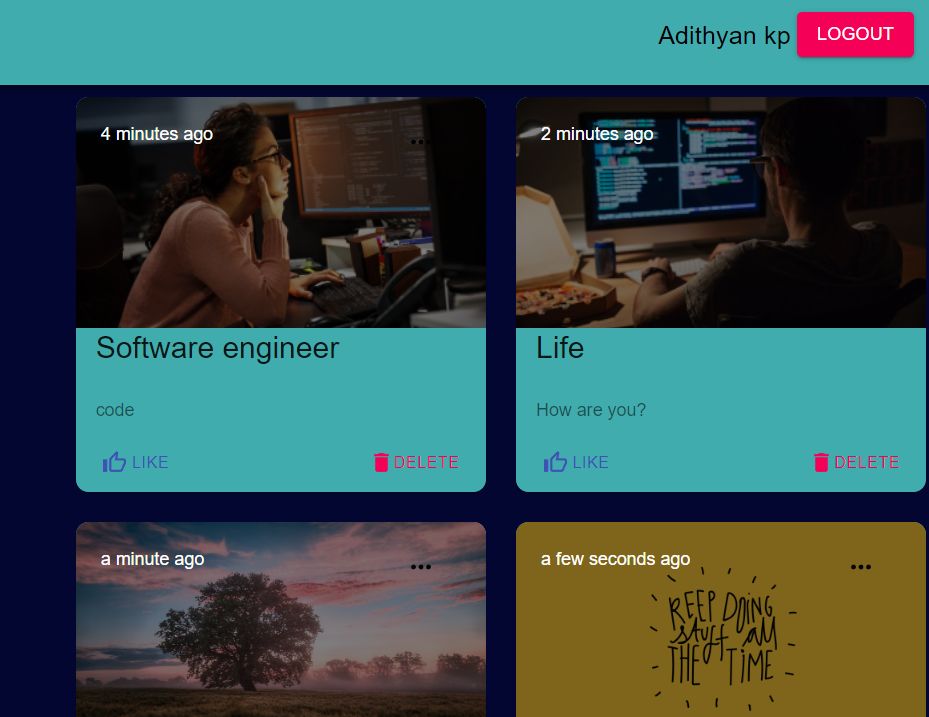 Adithyan kp LOGOUT
4 minutes ago
2 minutes ago
Software engineer
Life
code
How are you?
LIKE DELETE
LIKE DELETE
a minute ago
a few seconds ago
KEEP DOING
stuff all
THE TIME